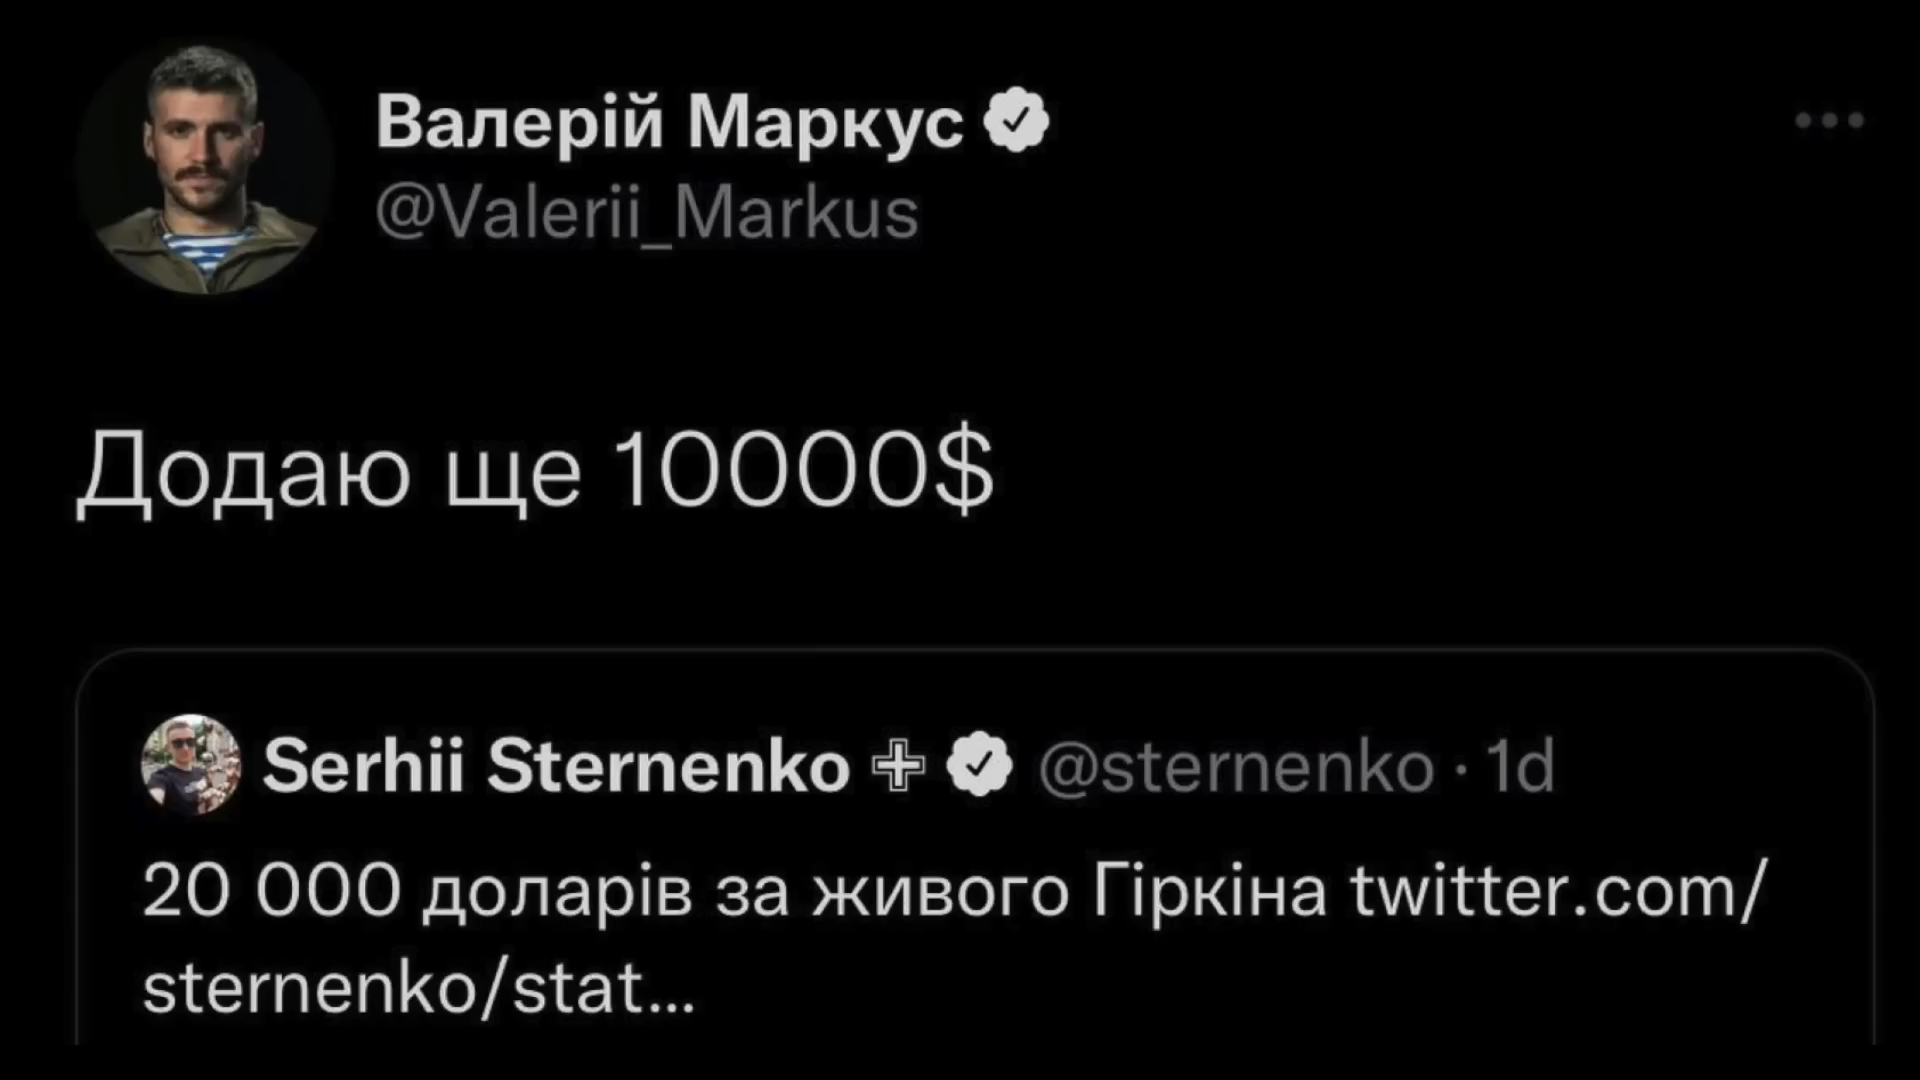 Валерій Маркус
@Valerii_Markus
Додаю ще 10000$
Serhii Sternenko @sternenko · 1d
20 000 доларів за живого Гіркіна twitter.com/
sternenko/stat...